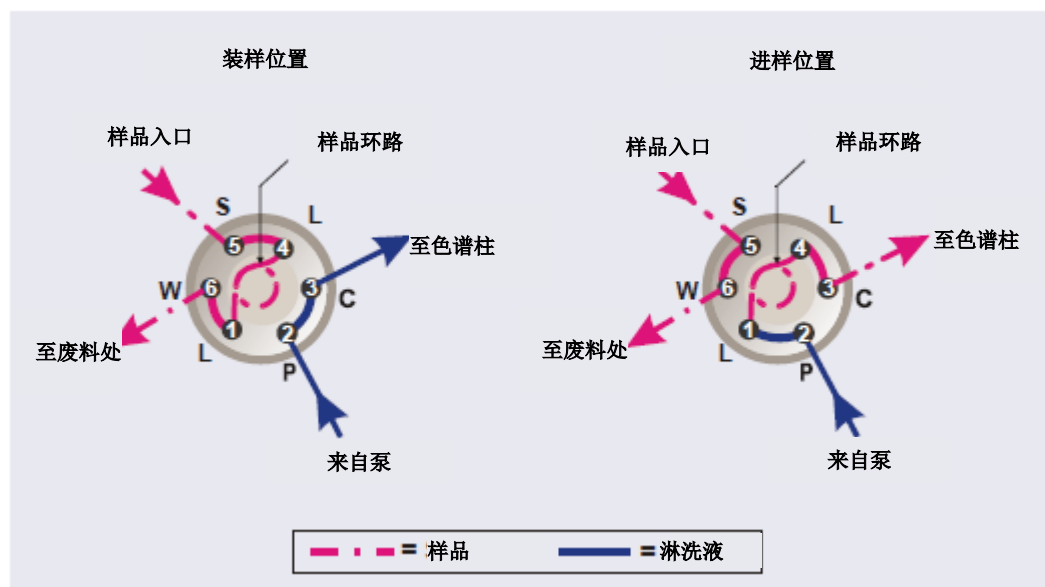 装样位置
进样位置
样品入口
样品环路
S
L
5
4
至色谱柱
W
6
3
C
1
2
至废料处
L
P
来自泵
样品入口
样品环路
S
L
5
4
至色谱柱
W
6
3
C
1
2
至废料处
L
P
来自泵
= 样品
= 淋洗液